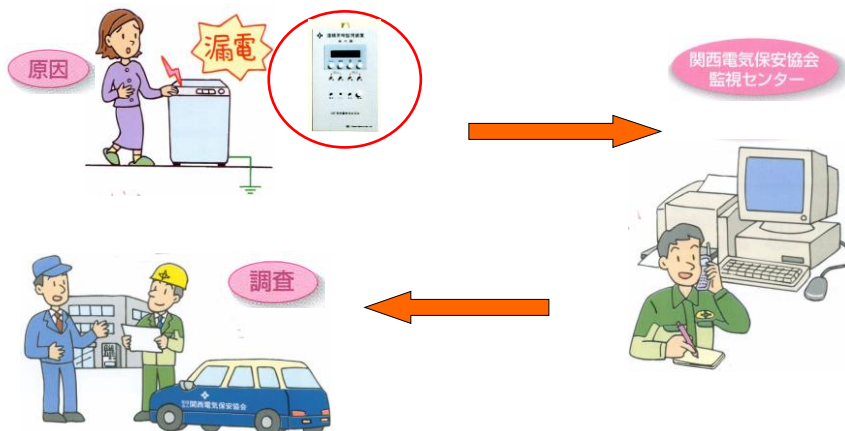 原因
漏電
関西電気保安協会
監視センター
調査
関西電気保安協会